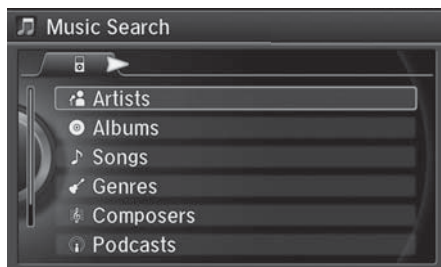 Music Search
Artists
Albums
Songs
Genres
Composers
Podcasts